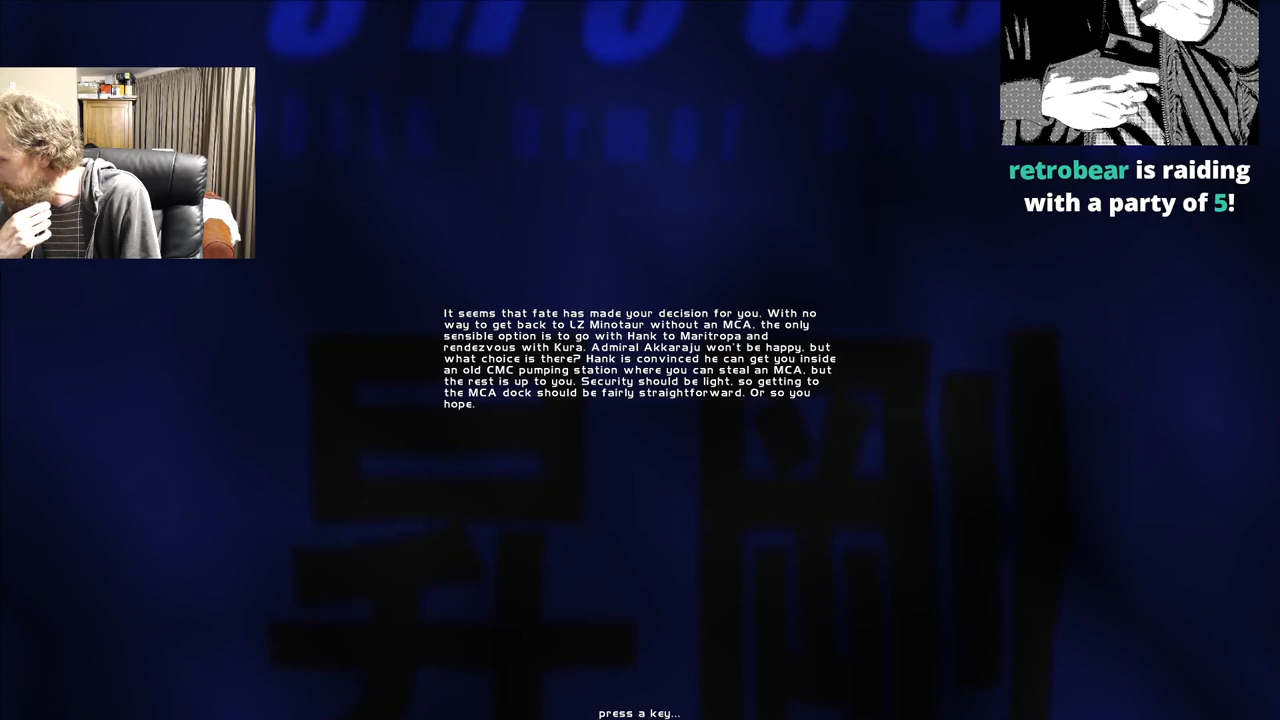 shogo
retrobear is raiding
with a party of 5!
It seems that fate has made your decision for you. With no
way to get back to LZ Minotaur without an MCA, the only
sensible option is to go with Hank to Maritropa and
rendezvous with Kura. Admiral Akkaraju won't be happy, but
what choice is there? Hank is convinced he can get you inside
an old CMC pumping station where you can steal an MCA, but
the rest is up to you. Security should be light, so getting to
the MCA dock should be fairly straightforward. Or so you
hope.
press a key...